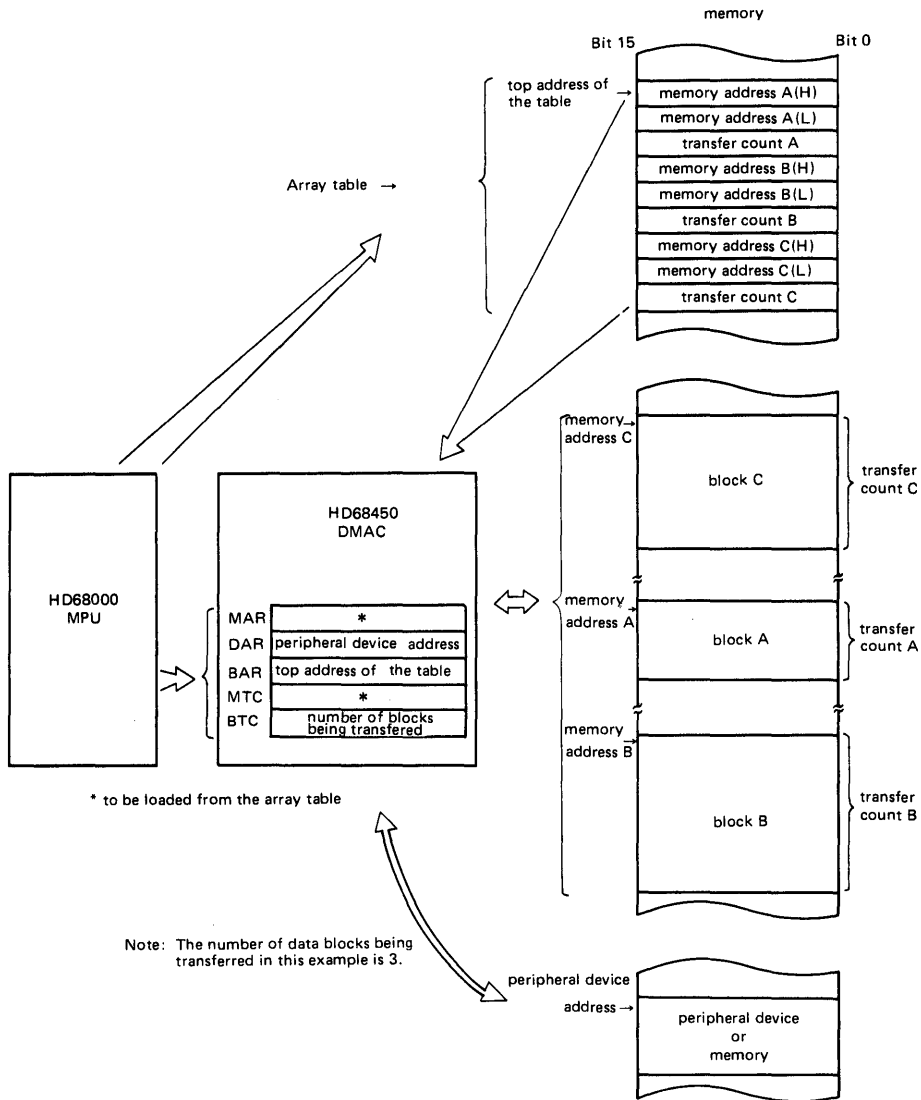 memory
Bit 15
Bit 0
top address of
the table →
memory address A(H)
memory address A(L)
transfer count A
memory address B(H)
memory address B(L)
transfer count B
memory address C(H)
memory address C(L)
transfer count C
Array table →
memory →
address C
block C
transfer
count C
memory →
address A
block A
transfer
count A
memory →
address B
block B
transfer
count B
HD68000
MPU
HD68450
DMAC
MAR *
DAR peripheral device address
BAR top address of the table
MTC *
BTC number of blocks
being transfered
* to be loaded from the array table
Note: The number of data blocks being
transferred in this example is 3.
peripheral device
address →
peripheral device
or
memory